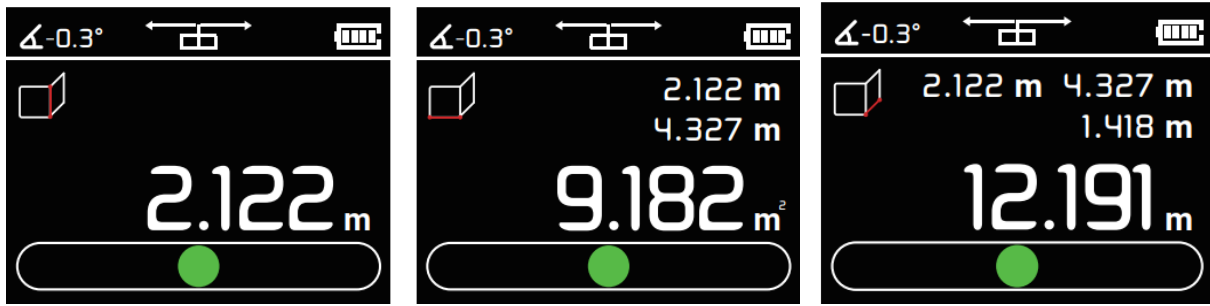 -0.3°
2.122 m
-0.3°
2.122 m
4.327 m
9.182 m²
-0.3°
2.122 m 4.327 m
1.418 m
12.191 m